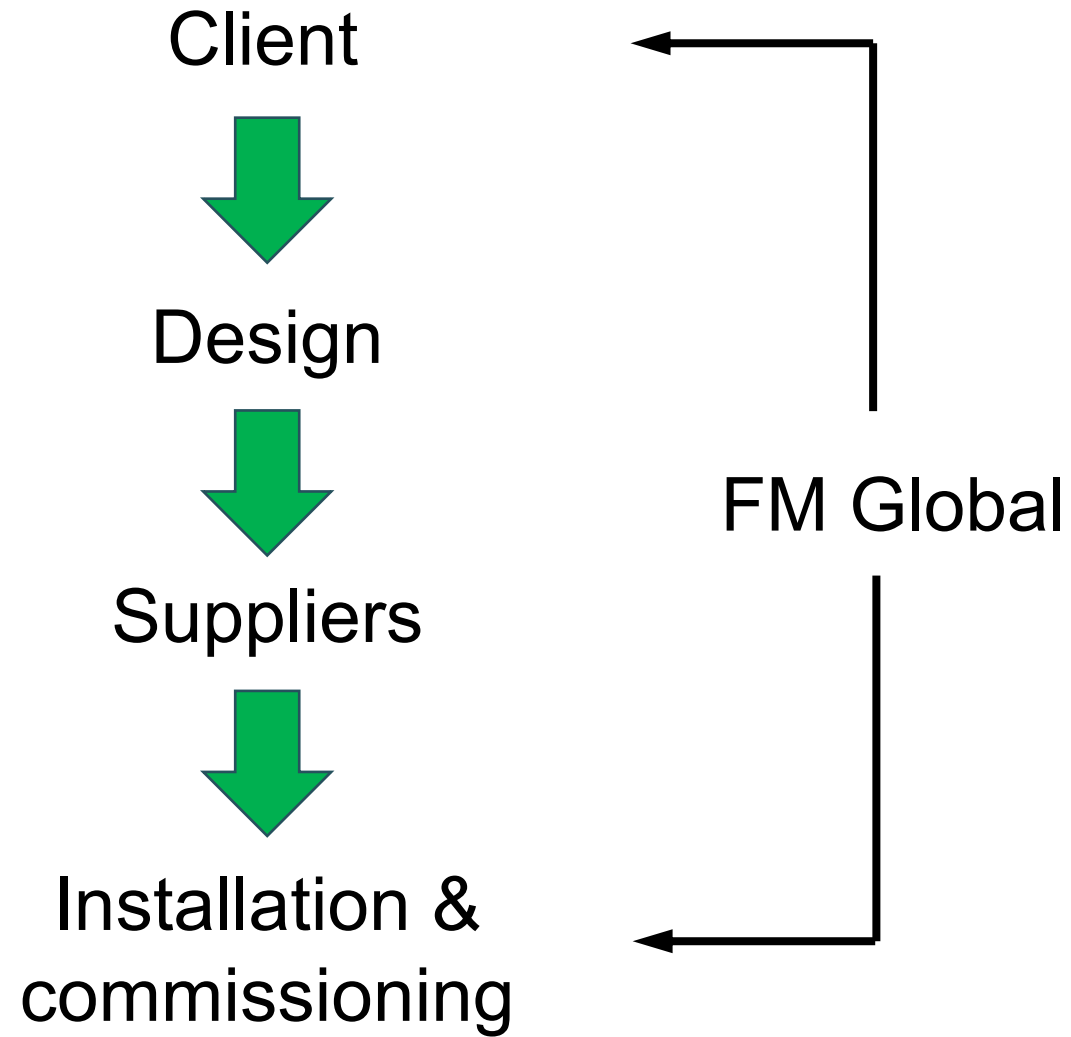 Client
Design
FM Global
Suppliers
Installation &
commissioning